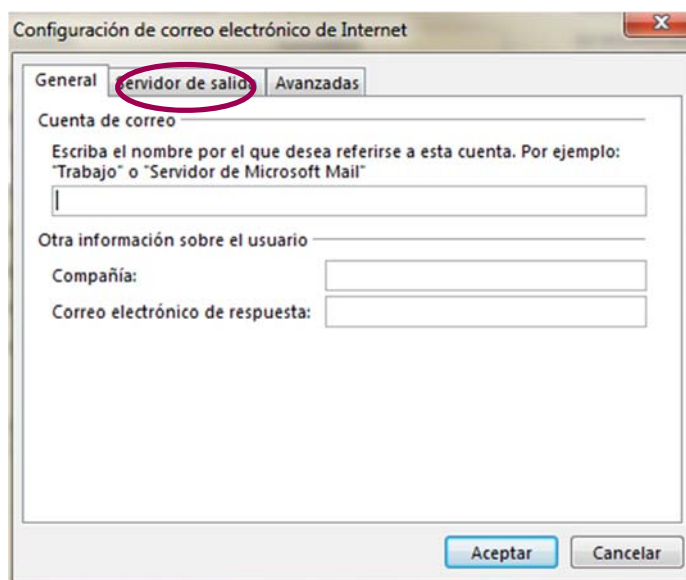 Configuración de correo electrónico de Internet
General Servidor de salida Avanzadas
Cuenta de correo
Escriba el nombre por el que desea referirse a esta cuenta. Por ejemplo:
"Trabajo" o "Servidor de Microsoft Mail"
Otra información sobre el usuario
Compañía:
Correo electrónico de respuesta:
Aceptar Cancelar